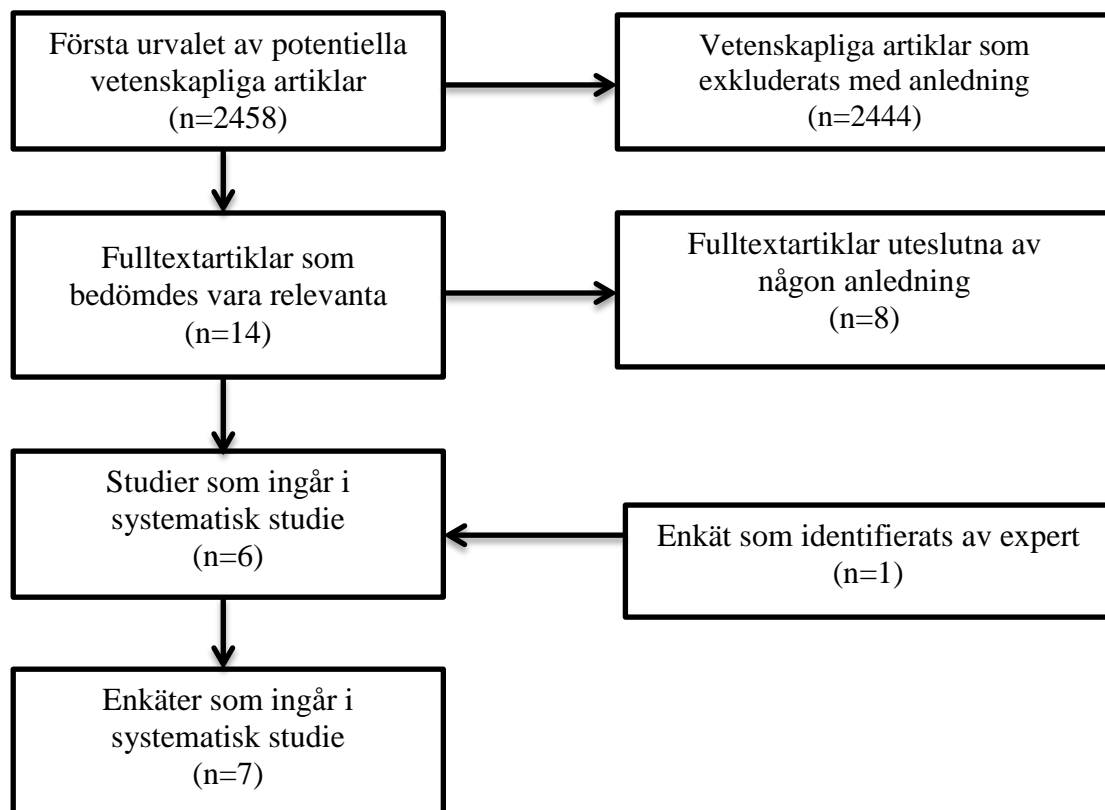 Första urvalet av potentiella
vetenskapliga artiklar
(n=2458)
Vetenskapliga artiklar som
exkluderats med anledning
(n=2444)
Fulltextartiklar som
bedömdes vara relevanta
(n=14)
Fulltextartiklar uteslutna av
någon anledning
(n=8)
Studier som ingår i
systematisk studie
(n=6)
Enkät som identifierats av expert
(n=1)
Enkäter som ingår i
systematisk studie
(n=7)